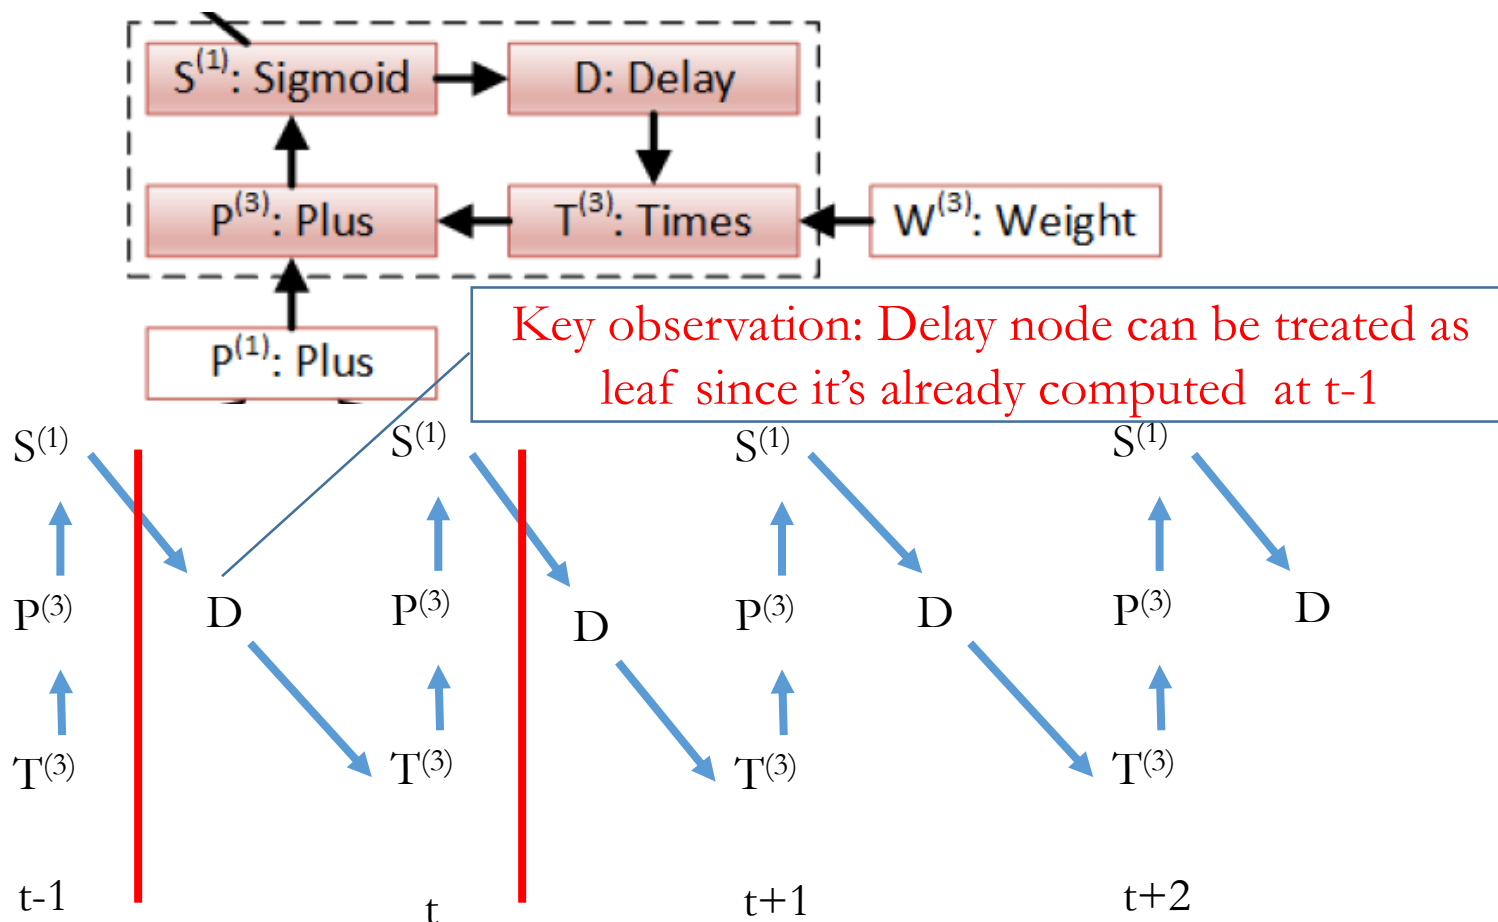 S⁽¹⁾: Sigmoid
D: Delay
P⁽³⁾: Plus
T⁽³⁾: Times
W⁽³⁾: Weight
P⁽¹⁾: Plus
Key observation: Delay node can be treated as
leaf since it’s already computed at t-1
S⁽¹⁾ S⁽¹⁾ S⁽¹⁾ S⁽¹⁾
P⁽³⁾ D P⁽³⁾ D P⁽³⁾ D P⁽³⁾ D
T⁽³⁾ T⁽³⁾ T⁽³⁾ T⁽³⁾
t-1 t t+1 t+2